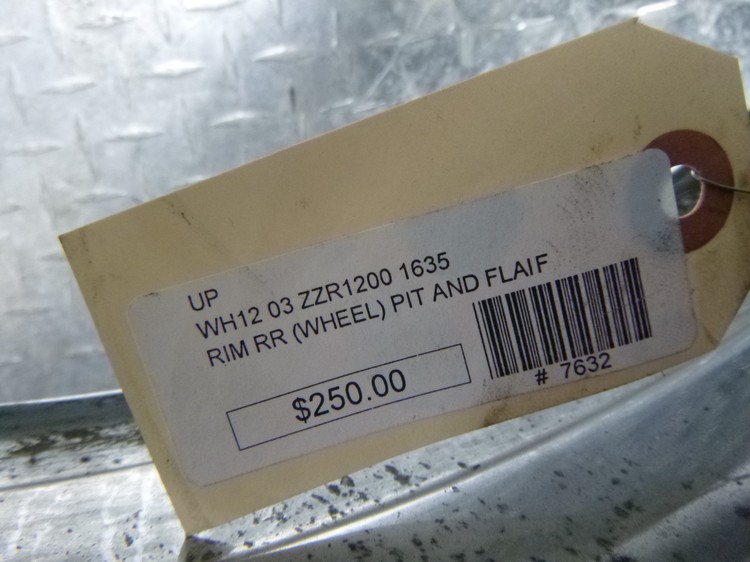 UP
WH12 03 ZZR1200 1635
RIM RR (WHEEL) PIT AND FLAIF
$250.00
# 7632